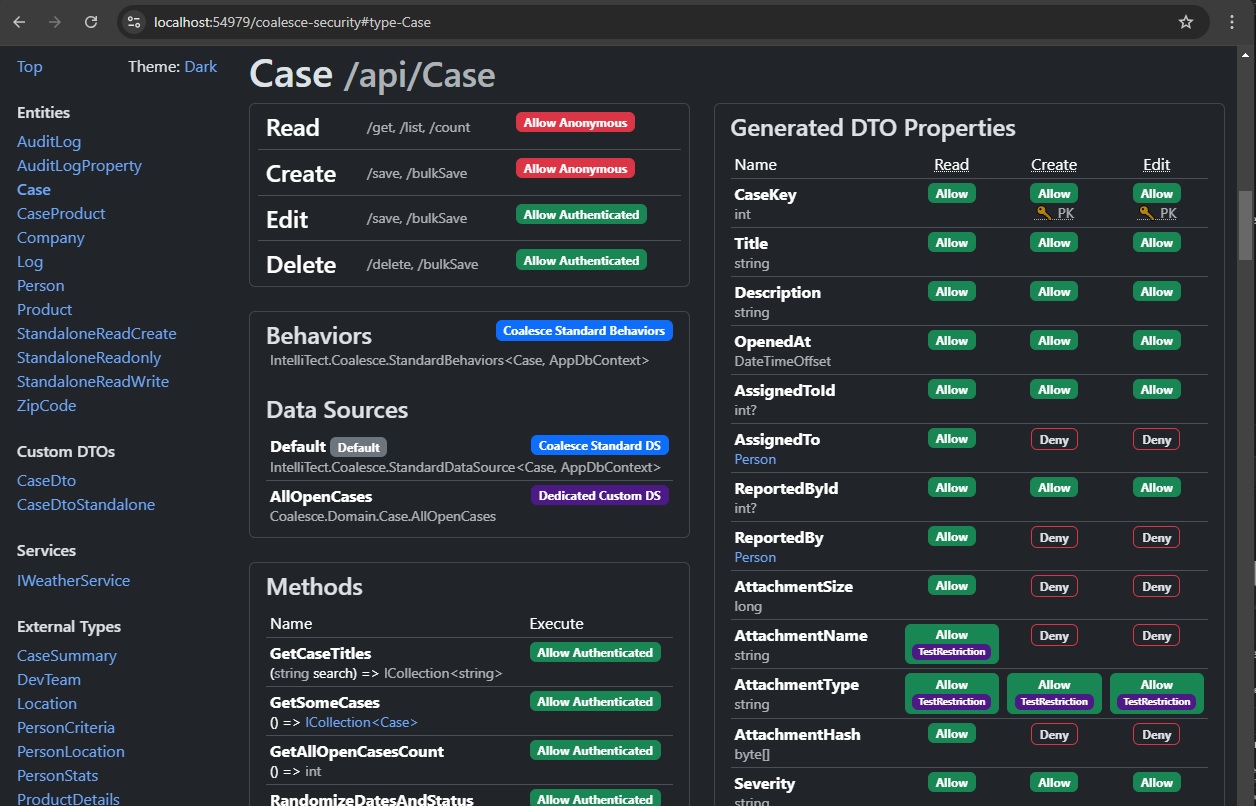 localhost:54979/coalesce-security#type-Case
Top Theme: Dark
Entities
AuditLog
AuditLogProperty
Case
CaseProduct
Company
Log
Person
Product
StandaloneReadCreate
StandaloneReadonly
StandaloneReadWrite
ZipCode
Custom DTOs
CaseDto
CaseDtoStandalone
Services
IWeatherService
External Types
CaseSummary
DevTeam
Location
PersonCriteria
PersonLocation
PersonStats
ProductDetails
Case /api/Case
Read /get, /list, /count Allow Anonymous
Create /save, /bulkSave Allow Anonymous
Edit /save, /bulkSave Allow Authenticated
Delete /delete, /bulkSave Allow Authenticated
Behaviors Coalesce Standard Behaviors
IntelliTect.Coalesce.StandardBehaviors<Case, AppDbContext>
Data Sources
Default Default Coalesce Standard DS
IntelliTect.Coalesce.StandardDataSource<Case, AppDbContext>
AllOpenCases Dedicated Custom DS
Coalesce.Domain.Case.AllOpenCases
Methods
Name Execute
GetCaseTitles Allow Authenticated
(string search) => ICollection<string>
GetSomeCases Allow Authenticated
() => ICollection<Case>
GetAllOpenCasesCount Allow Authenticated
() => int
RandomizeDatesAndStatus Allow Authenticated
Generated DTO Properties
Name Read Create Edit
CaseKey Allow Allow Allow
int PK PK
Title Allow Allow Allow
string
Description Allow Allow Allow
string
OpenedAt Allow Allow Allow
DateTimeOffset
AssignedToId Allow Allow Allow
int?
AssignedTo Allow Deny Deny
Person
ReportedById Allow Allow Allow
int?
ReportedBy Allow Deny Deny
Person
AttachmentSize Allow Deny Deny
long
AttachmentName Allow Deny Deny
string TestRestriction
AttachmentType Allow Allow Allow
string TestRestriction TestRestriction TestRestriction
AttachmentHash Allow Deny Deny
byte[]
Severity Allow Allow Allow
string